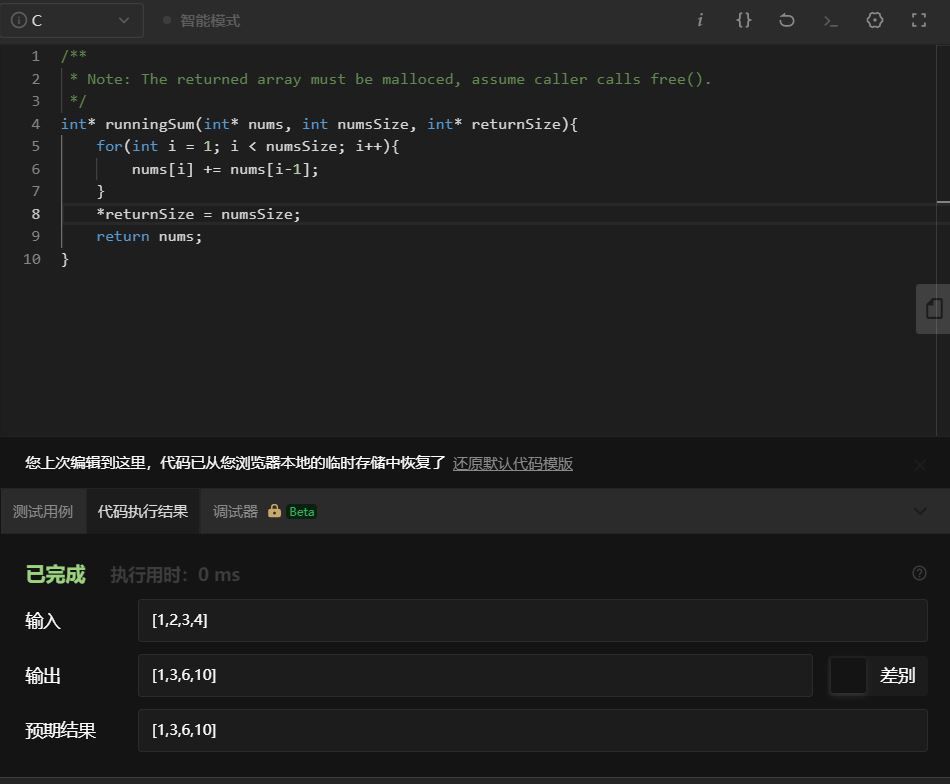 C
智能模式
1 /**
2  * Note: The returned array must be malloced, assume caller calls free().
3  */
4 int* runningSum(int* nums, int numsSize, int* returnSize){
5     for(int i = 1; i < numsSize; i++){
6         nums[i] += nums[i-1];
7     }
8     *returnSize = numsSize;
9     return nums;
10 }
您上次编辑到这里，代码已从您浏览器本地的临时存储中恢复了 还原默认代码模版
测试用例 代码执行结果 调试器 Beta
已完成 执行用时：0 ms
输入 [1,2,3,4]
输出 [1,3,6,10] 差别
预期结果 [1,3,6,10]